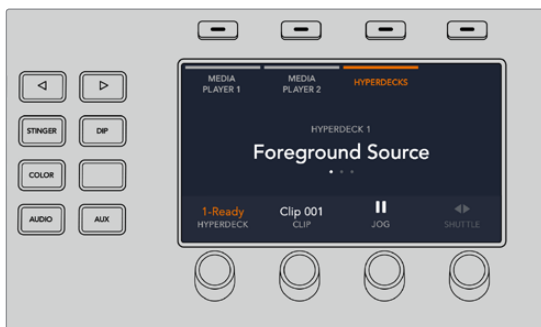 MEDIA
PLAYER 1
MEDIA
PLAYER 2
HYPERDECKS
HYPERDECK 1
Foreground Source
1-Ready
HYPERDECK
Clip 001
CLIP
JOG
SHUTTLE
STINGER
DIP
COLOR
AUDIO
AUX